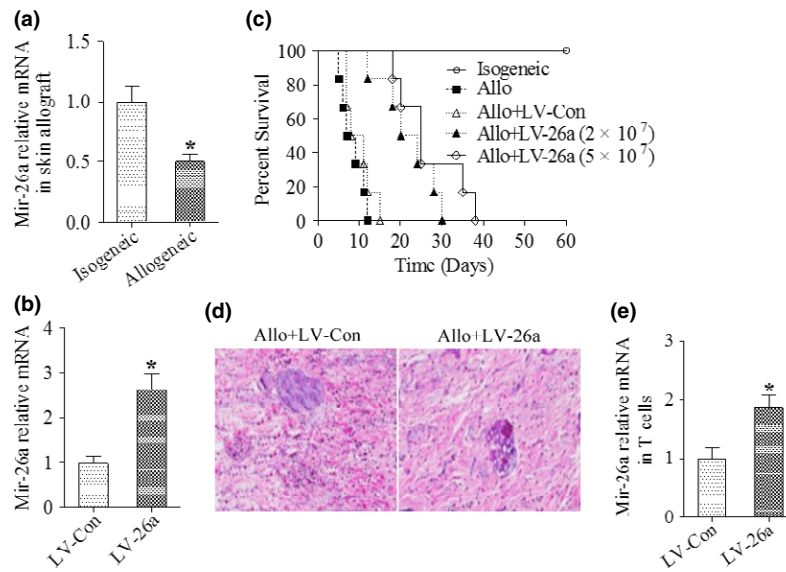 (a)
Mir-26a relative mRNA
in skin allograft
1.5
1.0
0.5
0.0
*
Isogeneic
Allogeneic
(c)
Percent Survival
100
80
60
40
20
0
Isogeneic
Allo
Allo+LV-Con
Allo+LV-26a (2 × 10⁷)
Allo+LV-26a (5 × 10⁷)
0 10 20 30 40 50 60
Timc (Days)
(b)
Mir-26a relative mRNA
4
3
2
1
0
*
LV-Con
LV-26a
(d)
Allo+LV-Con
Allo+LV-26a
(e)
Mir-26a relative mRNA
in T cells
3
2
1
0
*
LV-Con
LV-26a